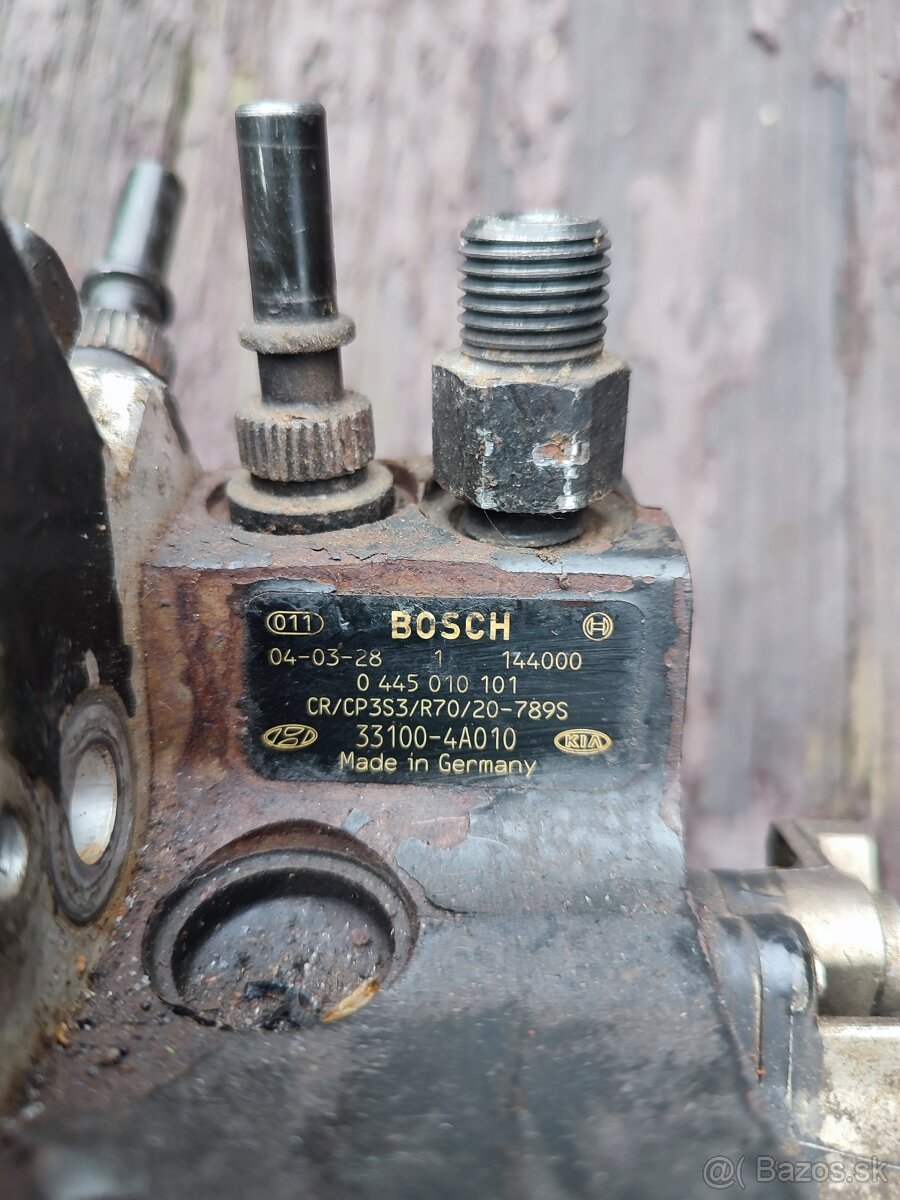 011 BOSCH
04-03-28 1 144000
0 445 010 101
CR/CP3S3/R70/20-789S
33100-4A010 KIA
Made in Germany
@( Bazos.sk